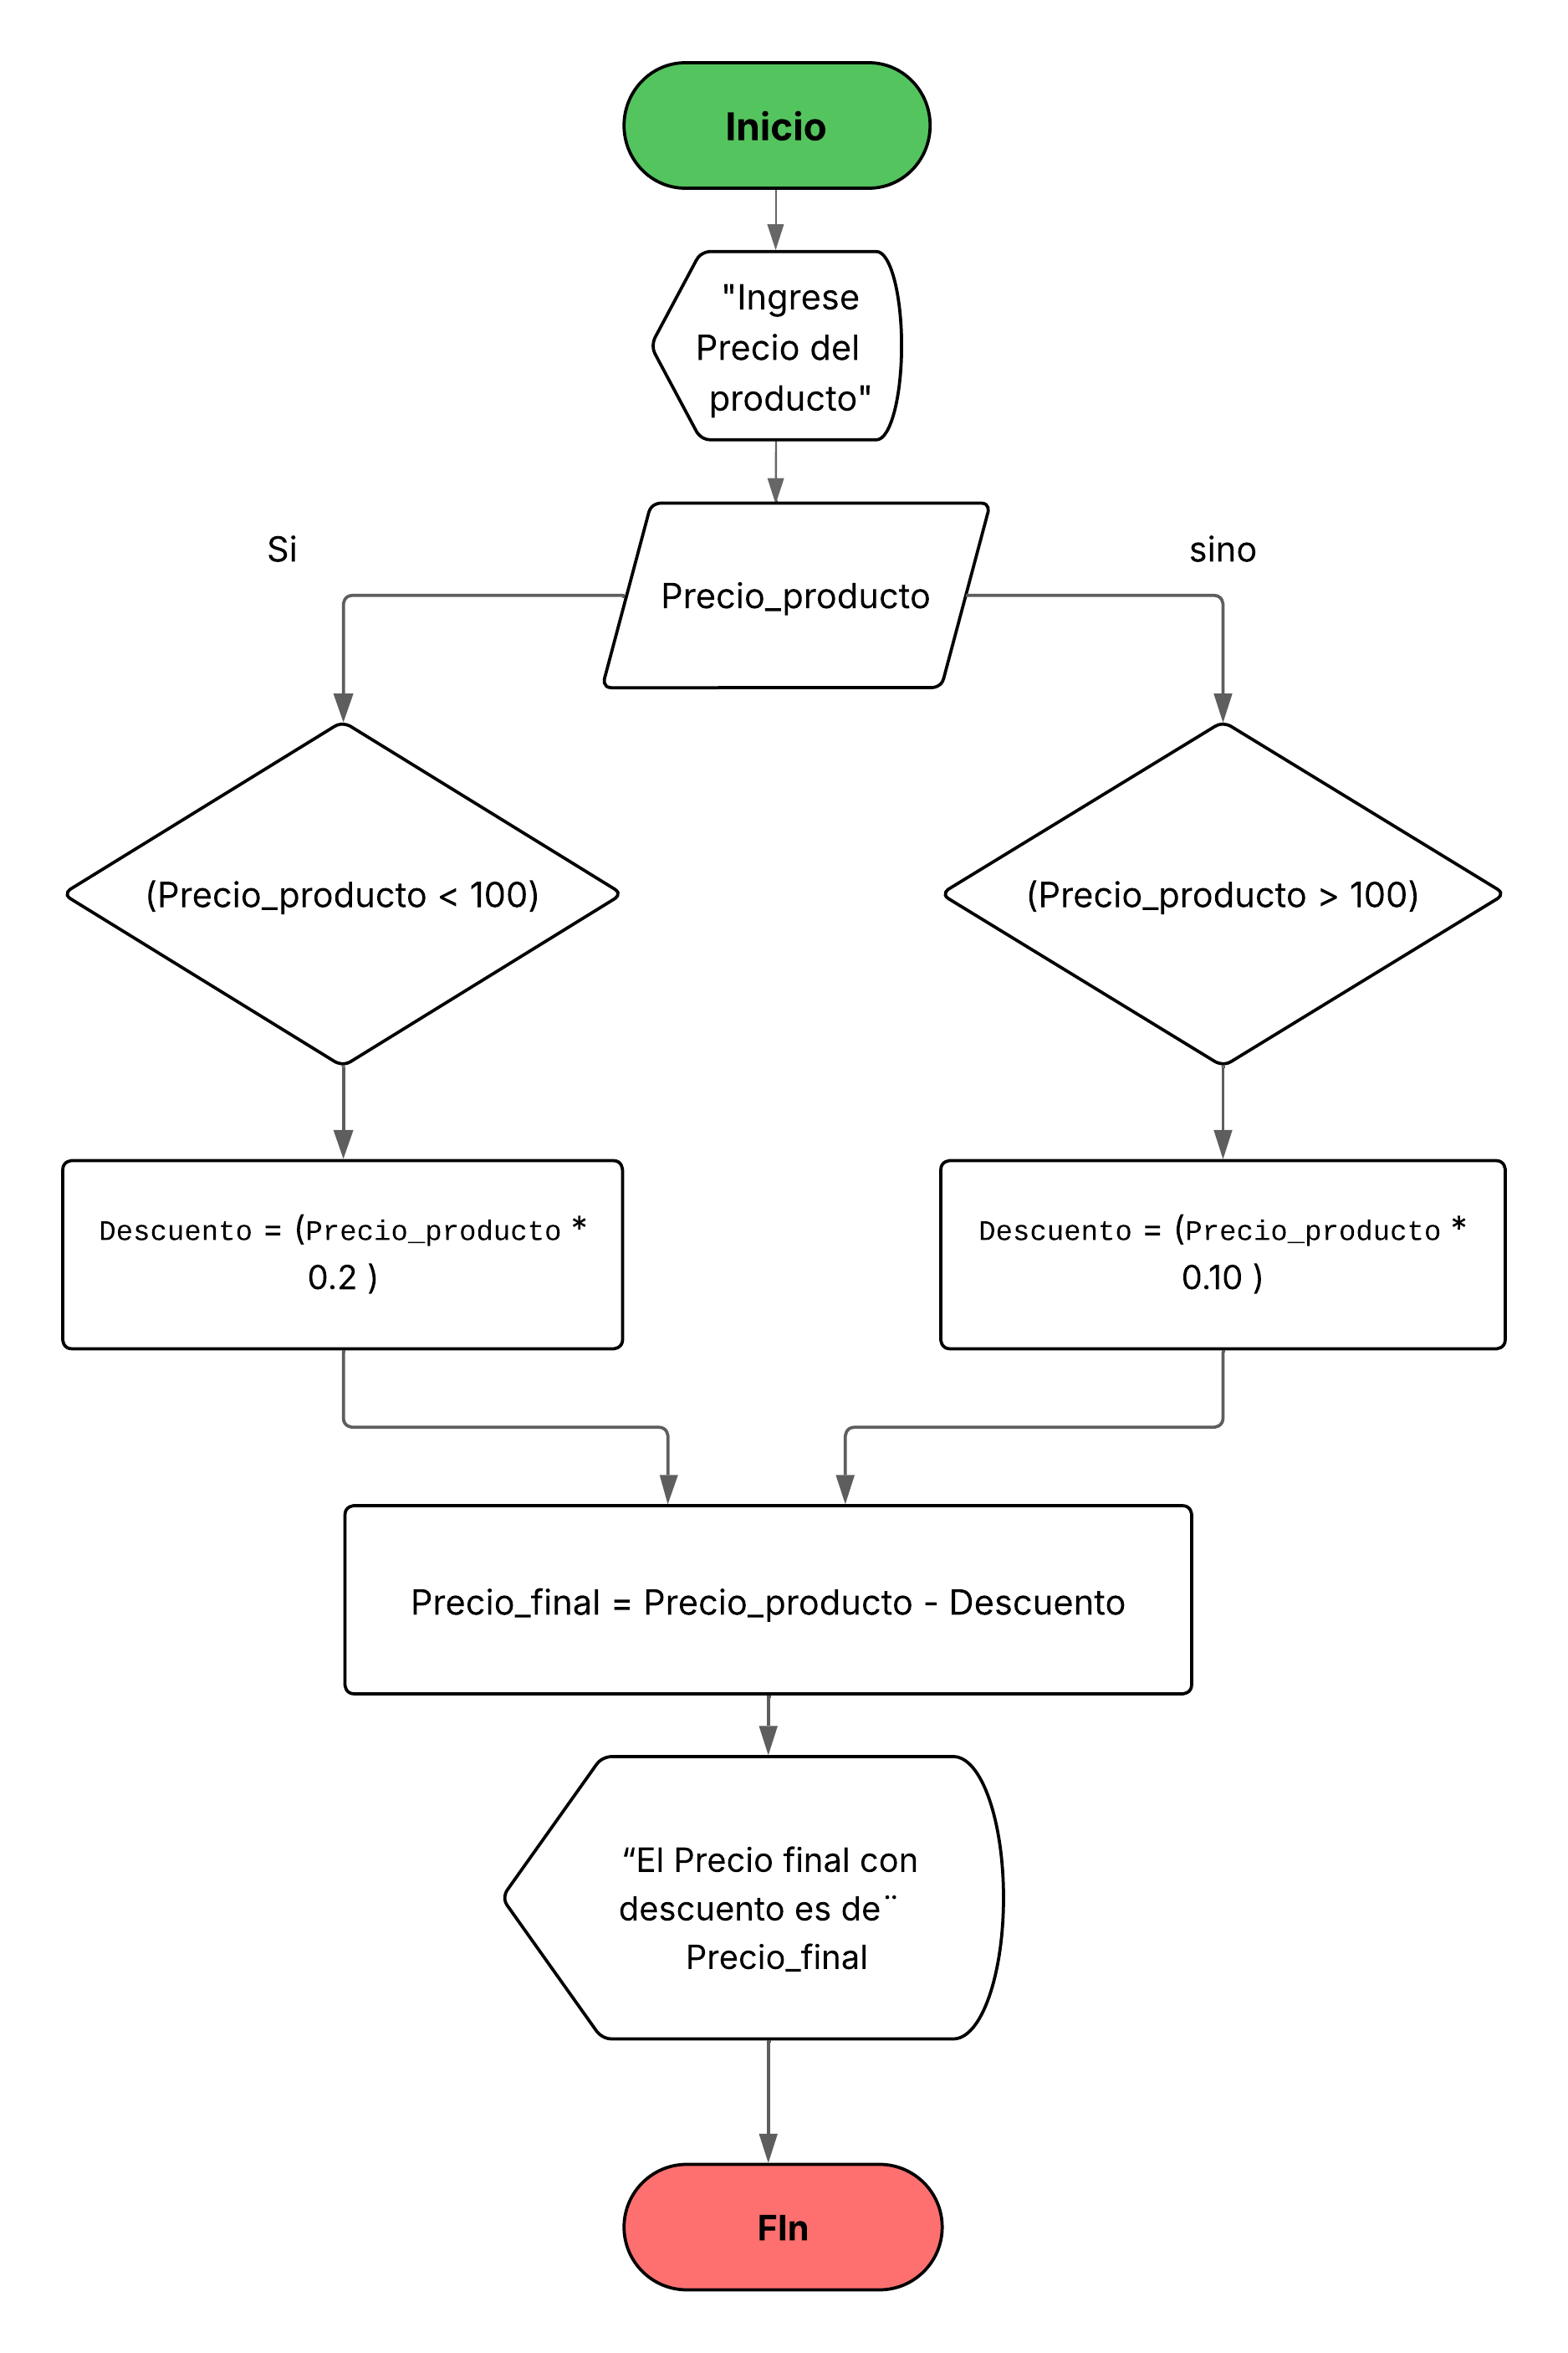 Inicio
"Ingrese
Precio del
producto"
Si
sino
Precio_producto
(Precio_producto < 100)
(Precio_producto > 100)
Descuento = (Precio_producto *
0.2 )
Descuento = (Precio_producto *
0.10 )
Precio_final = Precio_producto - Descuento
“El Precio final con
descuento es de¨
Precio_final
FIn